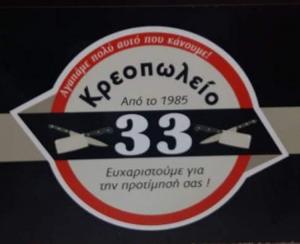 Αγαπάμε πολύ αυτό που κάνουμε!
Κρεοπωλείο
Από το 1985
33
Ευχαριστούμε για
την προτίμησή σας !